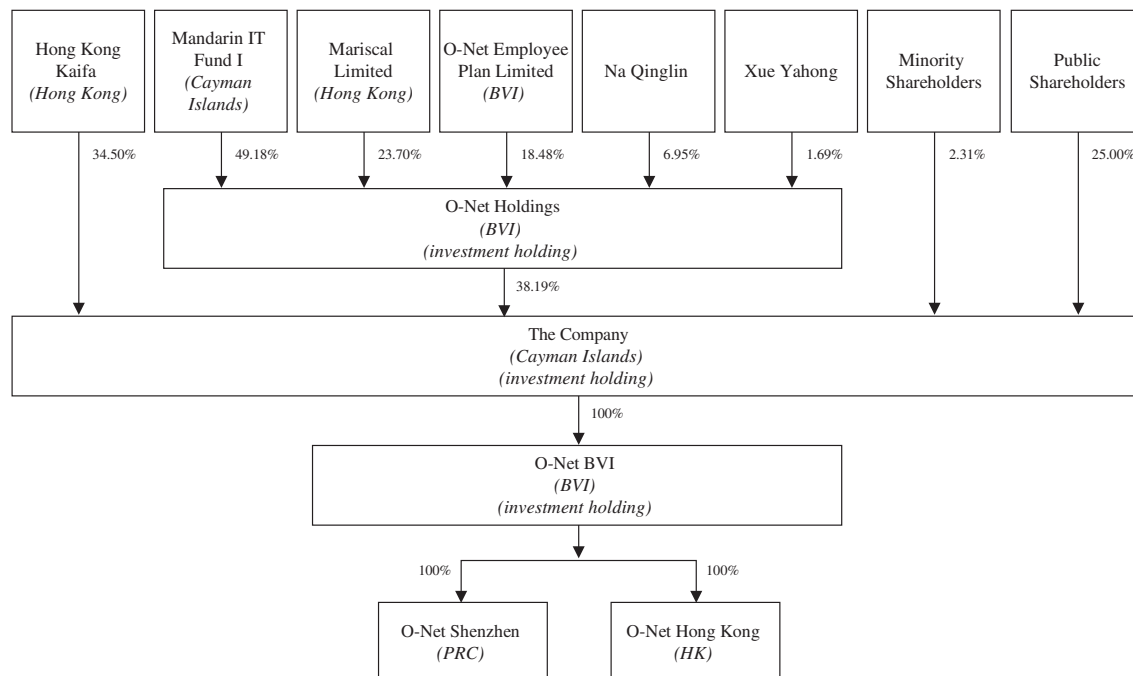 Hong Kong
Kaifa
(Hong Kong)
Mandarin IT
Fund I
(Cayman
Islands)
Mariscal
Limited
(Hong Kong)
O-Net Employee
Plan Limited
(BVI)
Na Qinglin
Xue Yahong
Minority
Shareholders
Public
Shareholders
34.50%
49.18%
23.70%
18.48%
6.95%
1.69%
2.31%
25.00%
O-Net Holdings
(BVI)
(investment holding)
38.19%
The Company
(Cayman Islands)
(investment holding)
100%
O-Net BVI
(BVI)
(investment holding)
100%
100%
O-Net Shenzhen
(PRC)
O-Net Hong Kong
(HK)